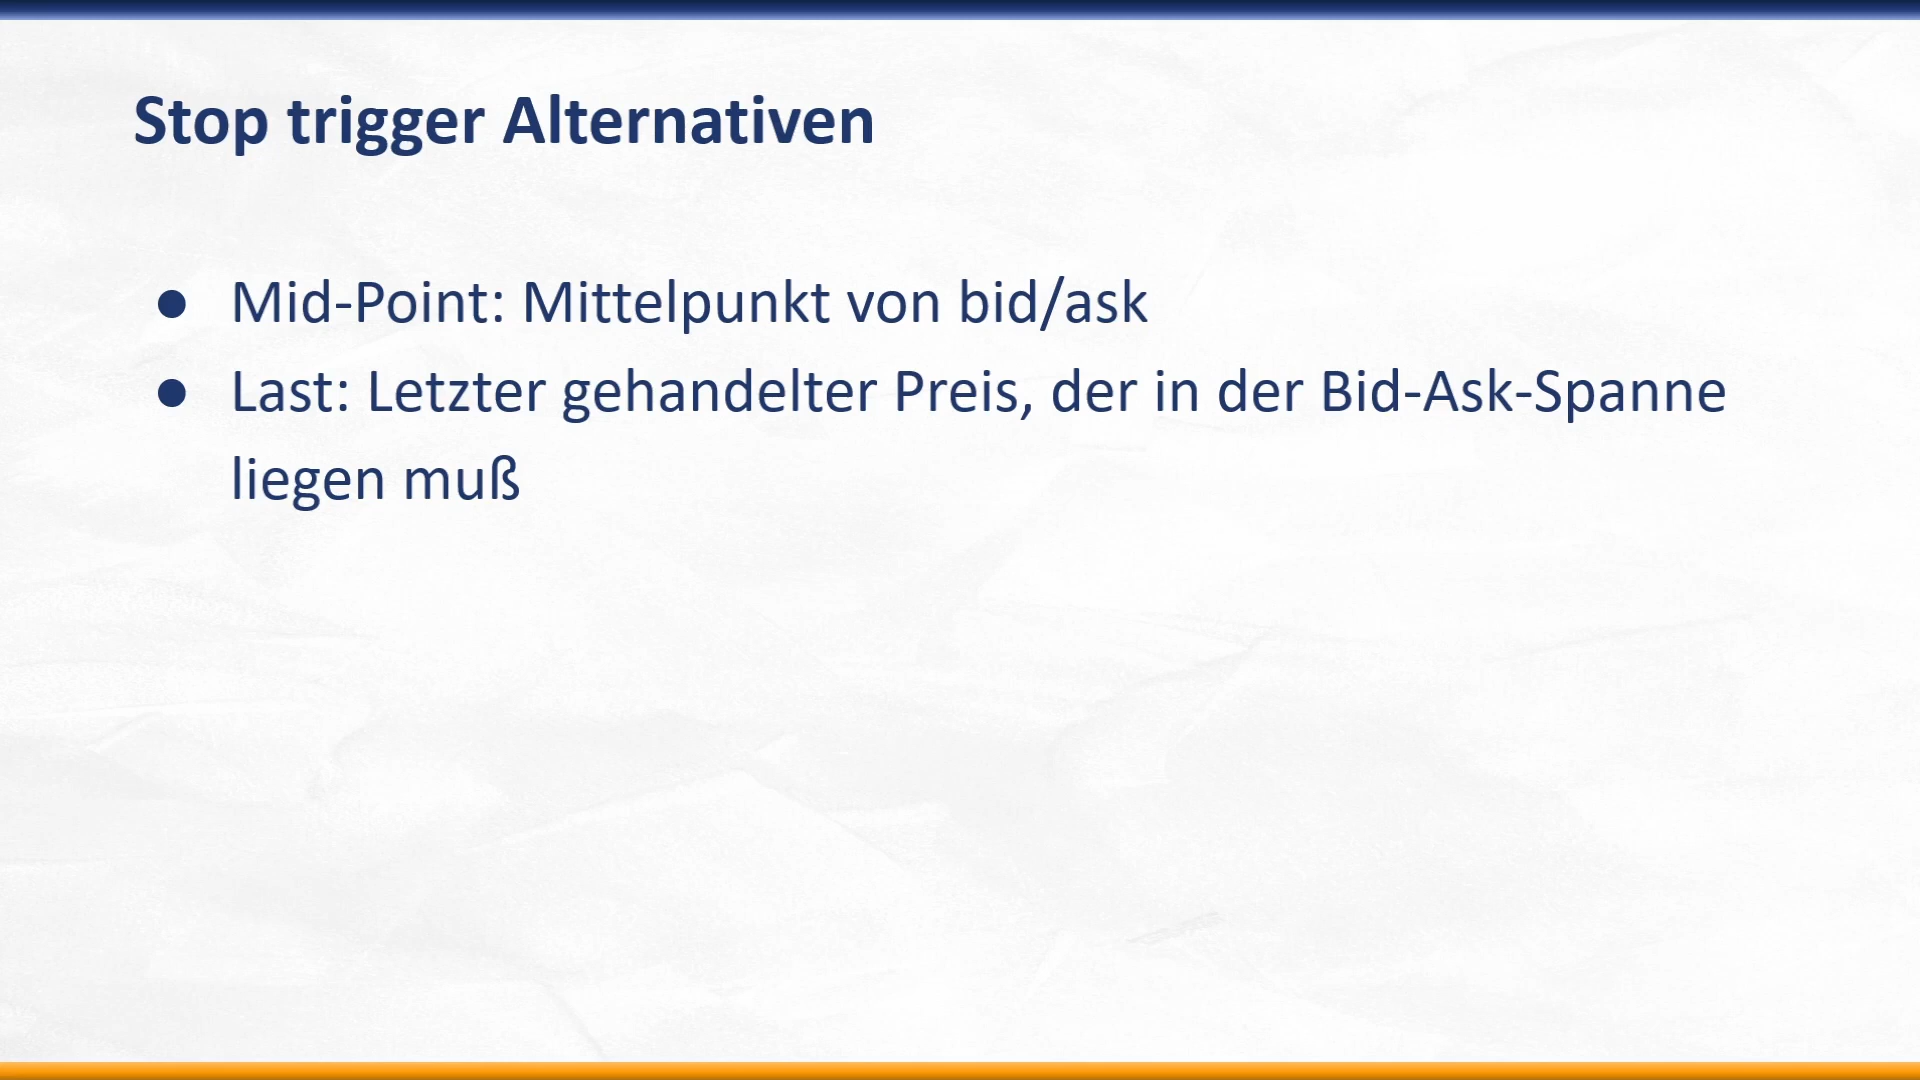 Stop trigger Alternativen
● Mid-Point: Mittelpunkt von bid/ask
● Last: Letzter gehandelter Preis, der in der Bid-Ask-Spanne
liegen muß